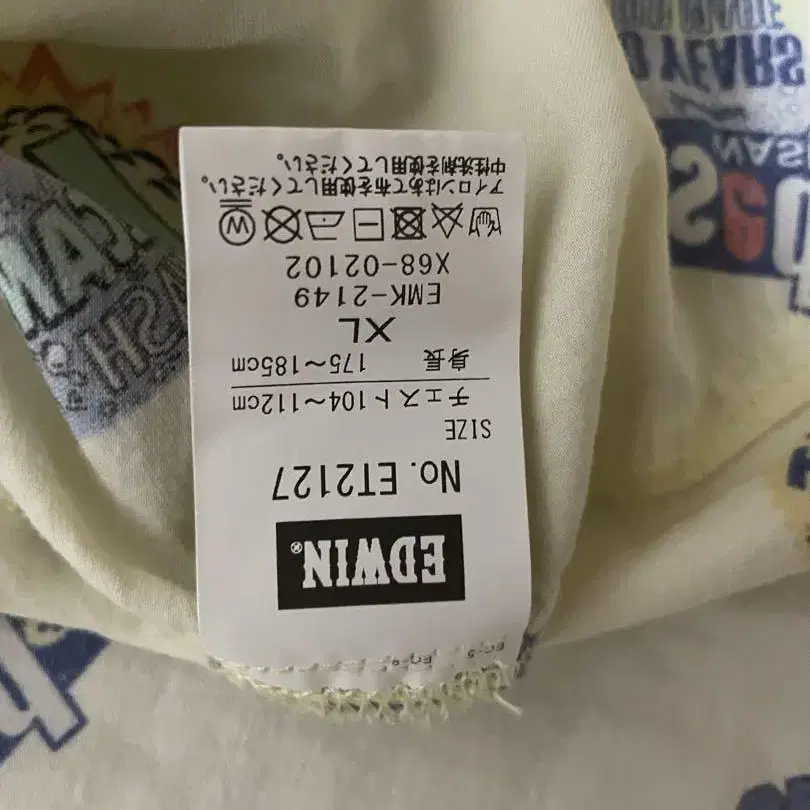 EDWIN®
No. ET2127
SIZE
チェスト104～112cm
身長 175～185cm
XL
EMK-2149
X68-02102
W
アイロンはあて布を使用してください。
中性洗剤を使用してください。
YEARS